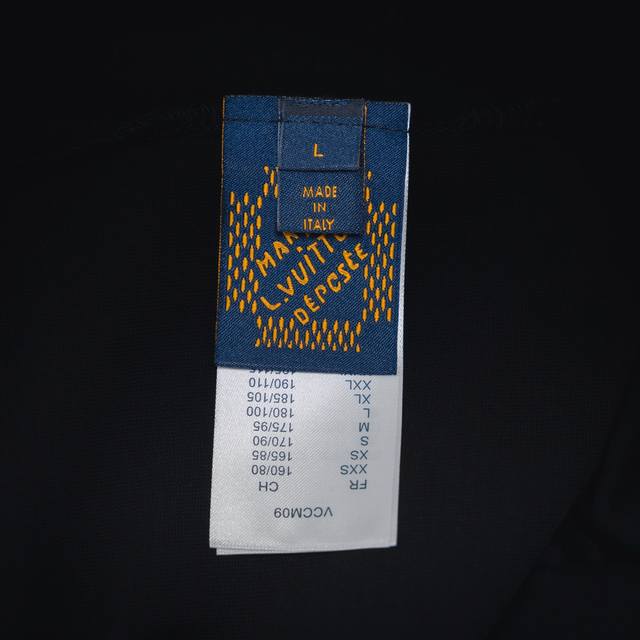 L
MADE
IN
ITALY
MAR
L.VUITTO
DÉPOSÉE
VCCM09
FR CH
XXS 160/80
XS 165/85
S 170/90
M 175/95
L 180/100
XL 185/105
XXL 190/110